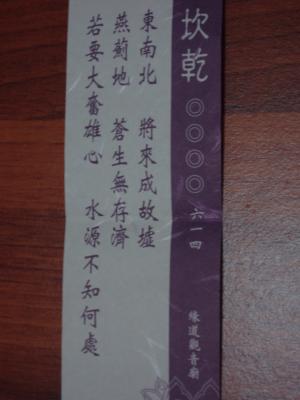 坎乾 ◎◎◎◎ 六一四 緣道觀音廟
東南北 將來成故墟
燕薊地 蒼生無存濟
若要大奮雄心 水源不知何處